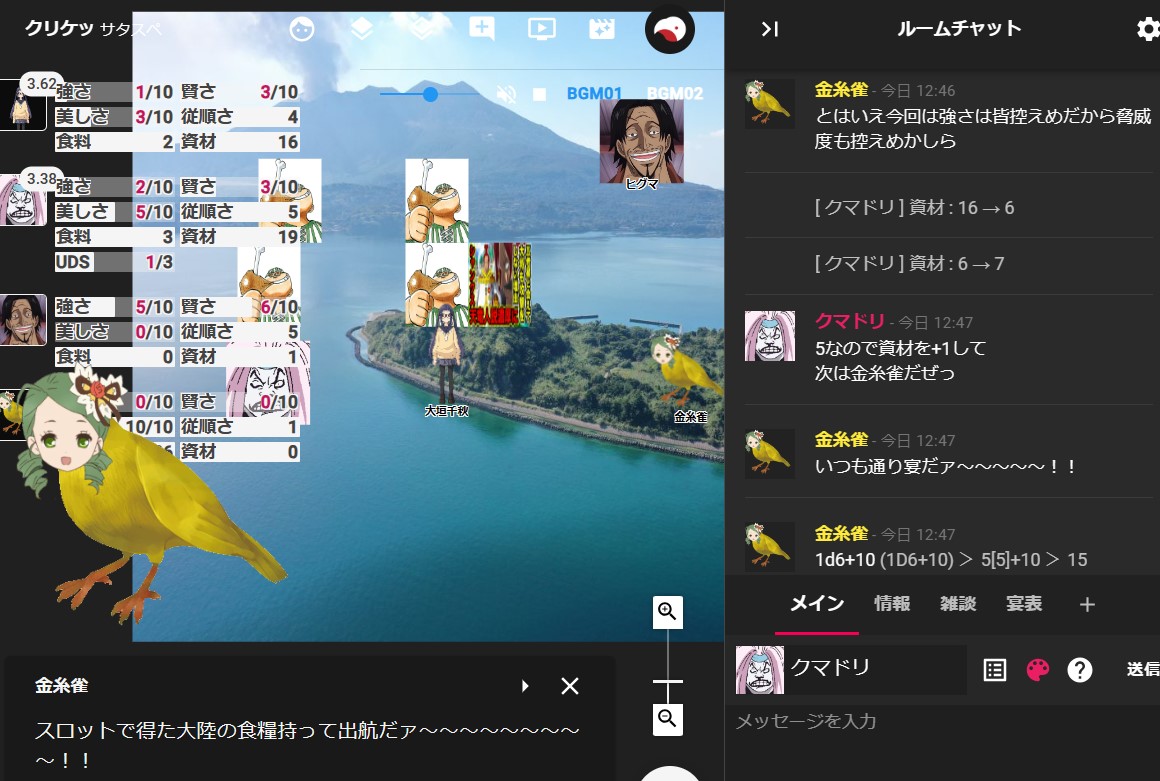 クリケッ サタスペ
BGM01 BGM02
3.62
強さ 1/10 賢さ 3/10
美しさ 3/10 従順さ 4
食料 2 資材 16
3.38
強さ 2/10 賢さ 3/10
美しさ 5/10 従順さ 5
食料 3 資材 19
UDS 1/3
強さ 5/10 賢さ 6/10
美しさ 0/10 従順さ 5
食料 0 資材 1
0/10 賢さ 0/10
10/10 従順さ 1
6 資材 0
ヒグマ
大垣千秋
金糸雀
金糸雀
スロットで得た大陸の食糧持って出航だァ〜〜〜〜〜〜〜〜
〜！！
ルームチャット
金糸雀 - 今日 12:46
とはいえ今回は強さは皆控えめだから脅威
度も控えめかしら
[ クマドリ ] 資材 : 16 → 6
[ クマドリ ] 資材 : 6 → 7
クマドリ - 今日 12:47
5なので資材を+1して
次は金糸雀だぜっ
金糸雀 - 今日 12:47
いつも通り宴だァ〜〜〜〜〜！！
金糸雀 - 今日 12:47
1d6+10 (1D6+10) ＞ 5[5]+10 ＞ 15
メイン 情報 雑談 宴表
クマドリ
送信
メッセージを入力